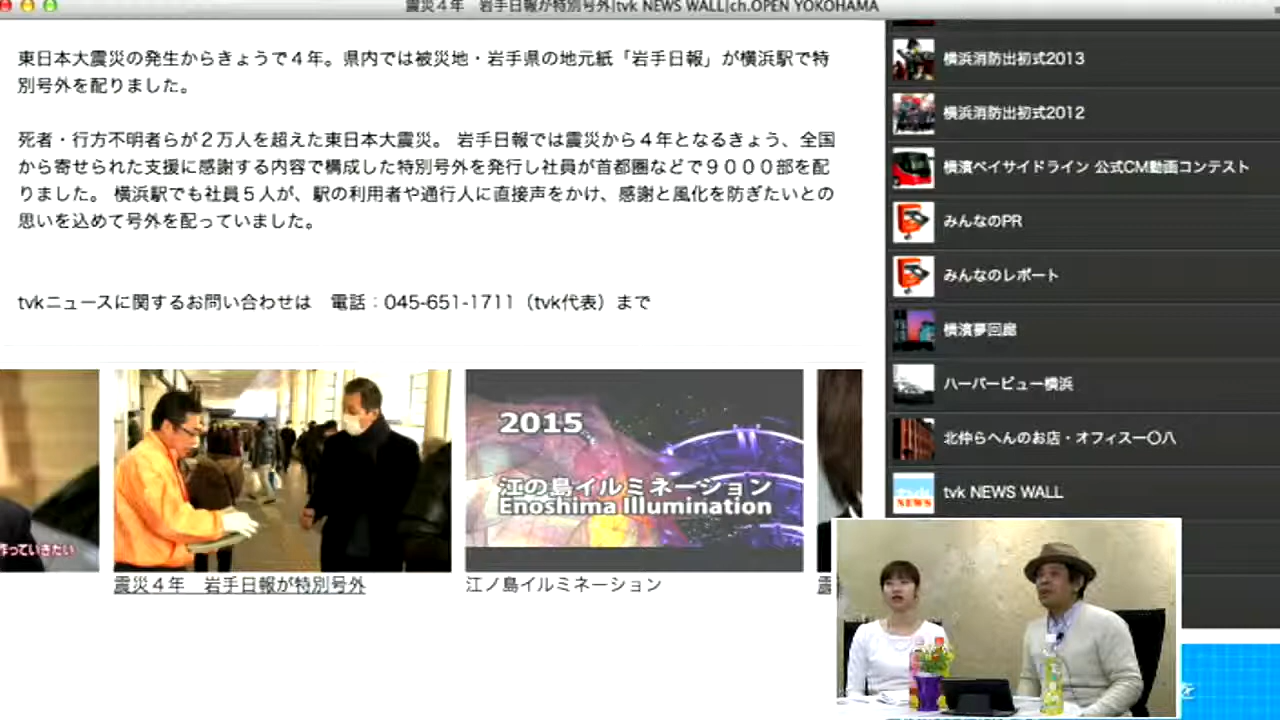 震災４年　岩手日報が特別号外|tvk NEWS WALL|ch.OPEN YOKOHAMA
東日本大震災の発生からきょうで４年。県内では被災地・岩手県の地元紙「岩手日報」が横浜駅で特
別号外を配りました。
死者・行方不明者らが２万人を超えた東日本大震災。 岩手日報では震災から４年となるきょう、全国
から寄せられた支援に感謝する内容で構成した特別号外を発行し社員が首都圏などで９０００部を配
りました。 横浜駅でも社員５人が、駅の利用者や通行人に直接声をかけ、感謝と風化を防ぎたいとの
思いを込めて号外を配っていました。
tvkニュースに関するお問い合わせは　電話：045-651-1711（tvk代表）まで
作っていきたい
震災４年　岩手日報が特別号外
2015
江の島イルミネーション
Enoshima Illumination
江ノ島イルミネーション
震
横浜消防出初式2013
横浜消防出初式2012
横濱ベイサイドライン 公式CM動画コンテスト
みんなのPR
みんなのレポート
横濱夢回廊
ハーバービュー横浜
北仲らへんのお店・オフィス一〇八
tvk NEWS WALL
NEWS
を